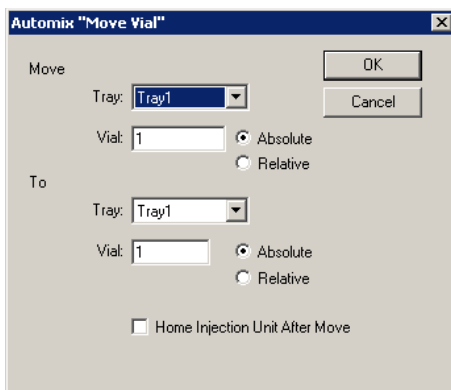 Automix "Move Vial"
Move
OK
Tray: Tray1
Cancel
Vial: 1
Absolute
Relative
To
Tray: Tray1
Vial: 1
Absolute
Relative
Home Injection Unit After Move